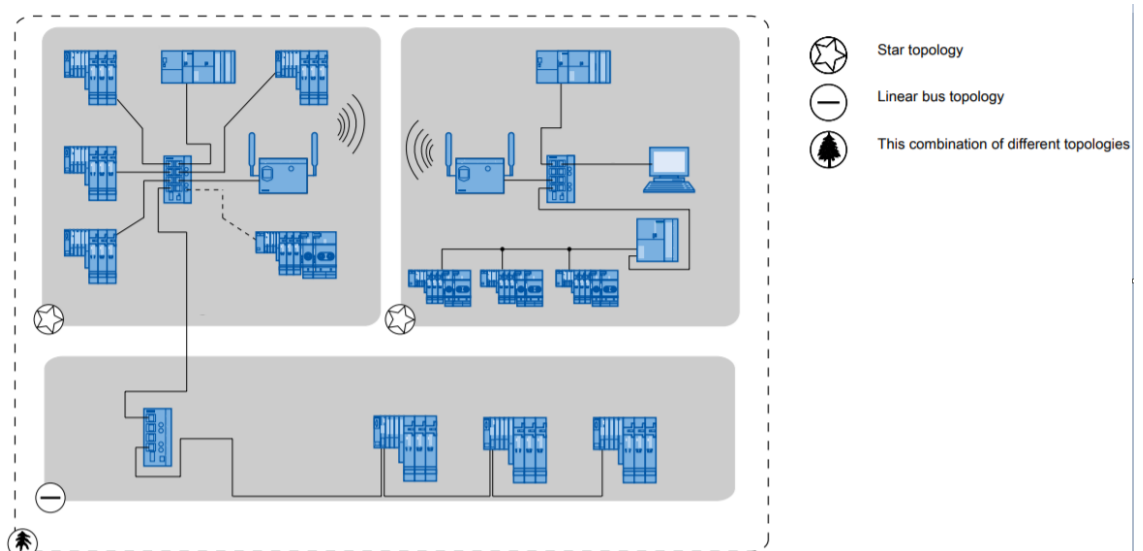 Star topology
Linear bus topology
This combination of different topologies